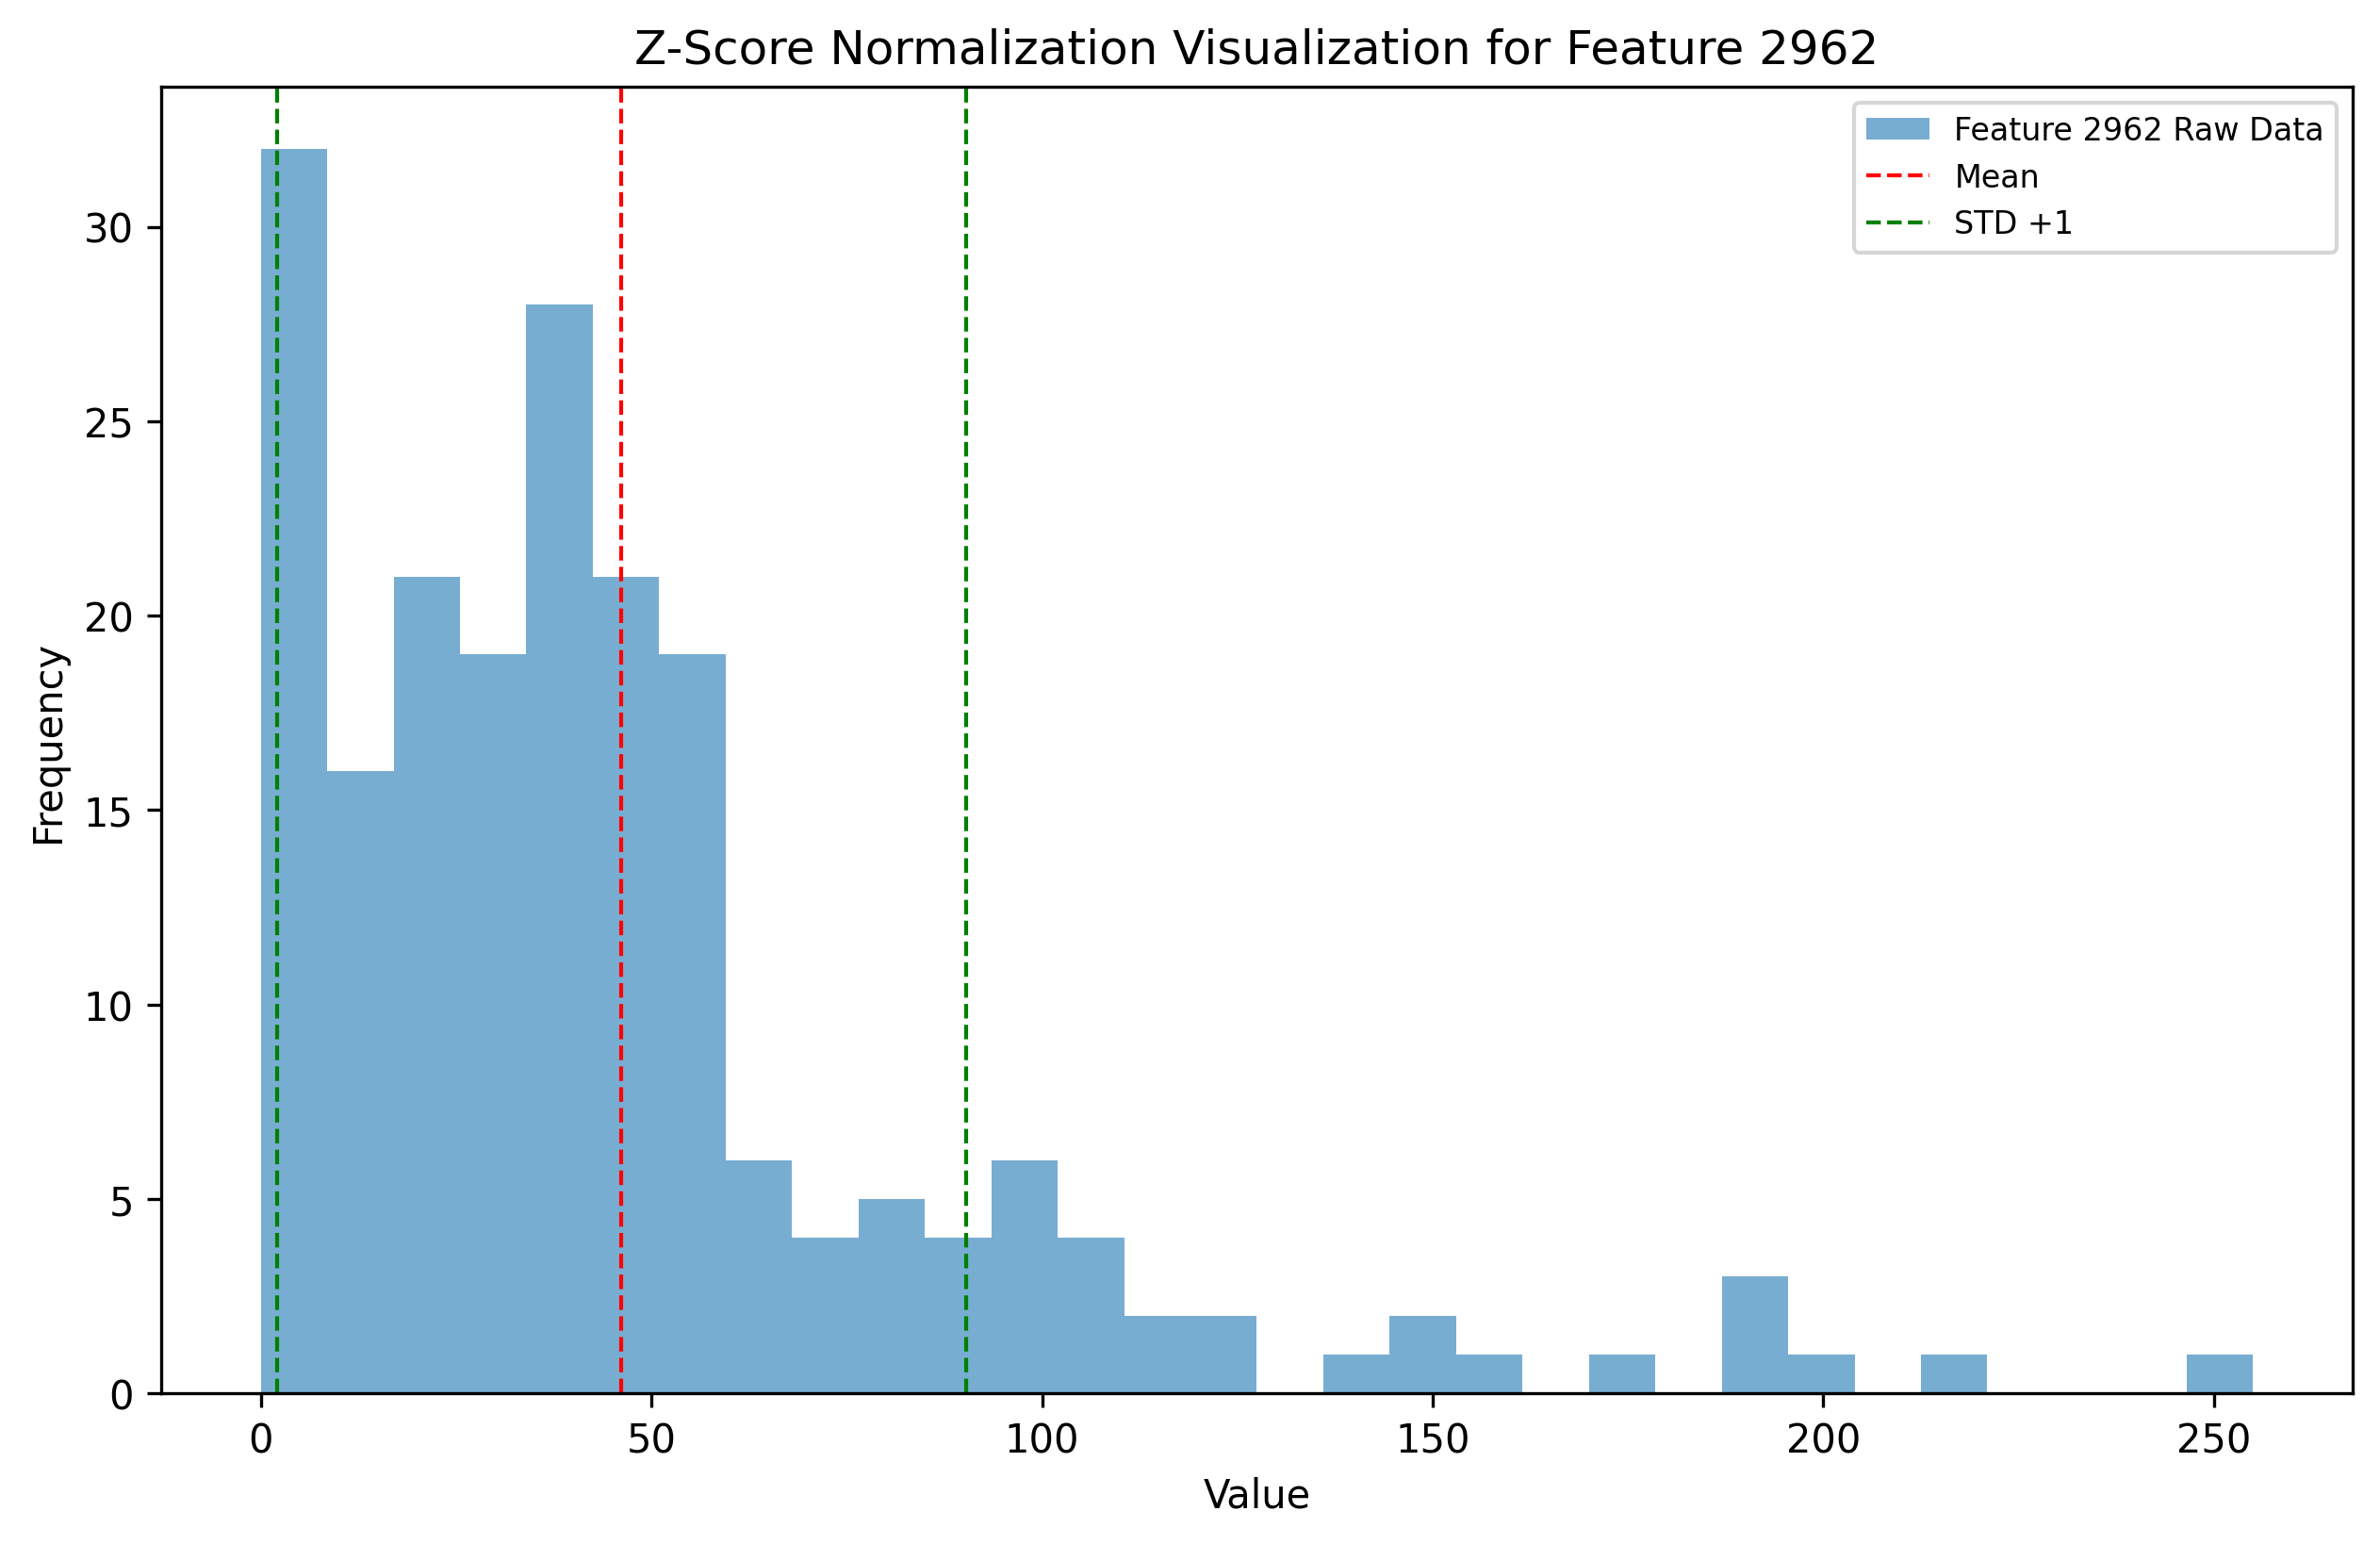 Z-Score Normalization Visualization for Feature 2962
Feature 2962 Raw Data
Mean
STD +1
30
25
20
15
10
5
0
Frequency
0 50 100 150 200 250
Value